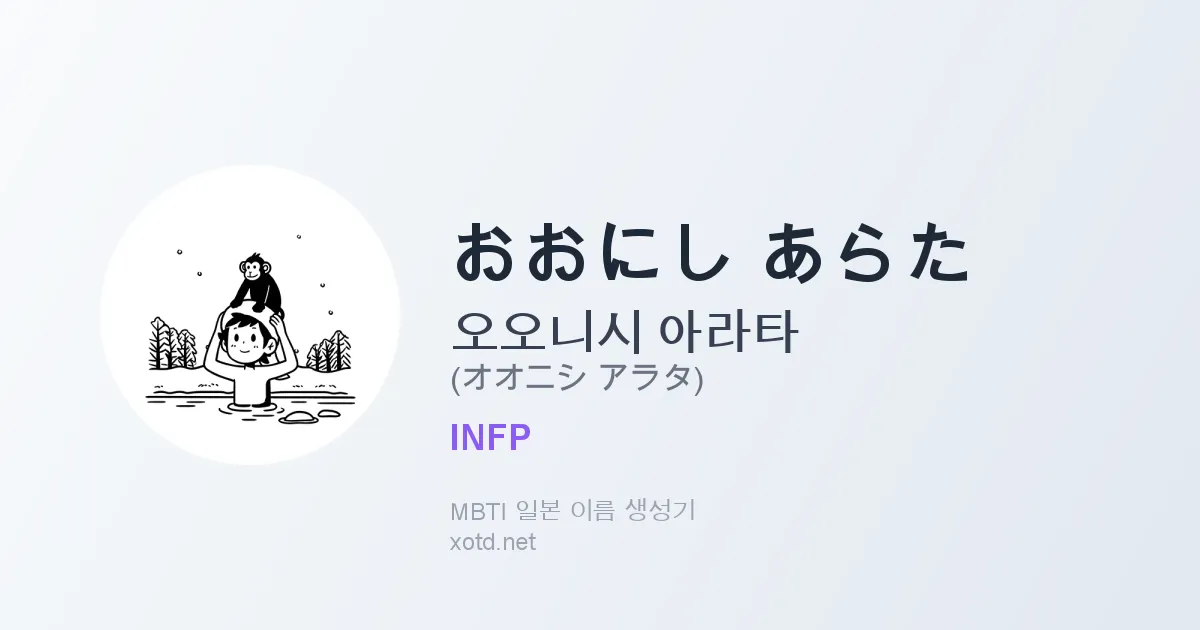 おおにし あらた
오오니시 아라타
(オオニシ アラタ)
INFP
MBTI 일본 이름 생성기
xotd.net